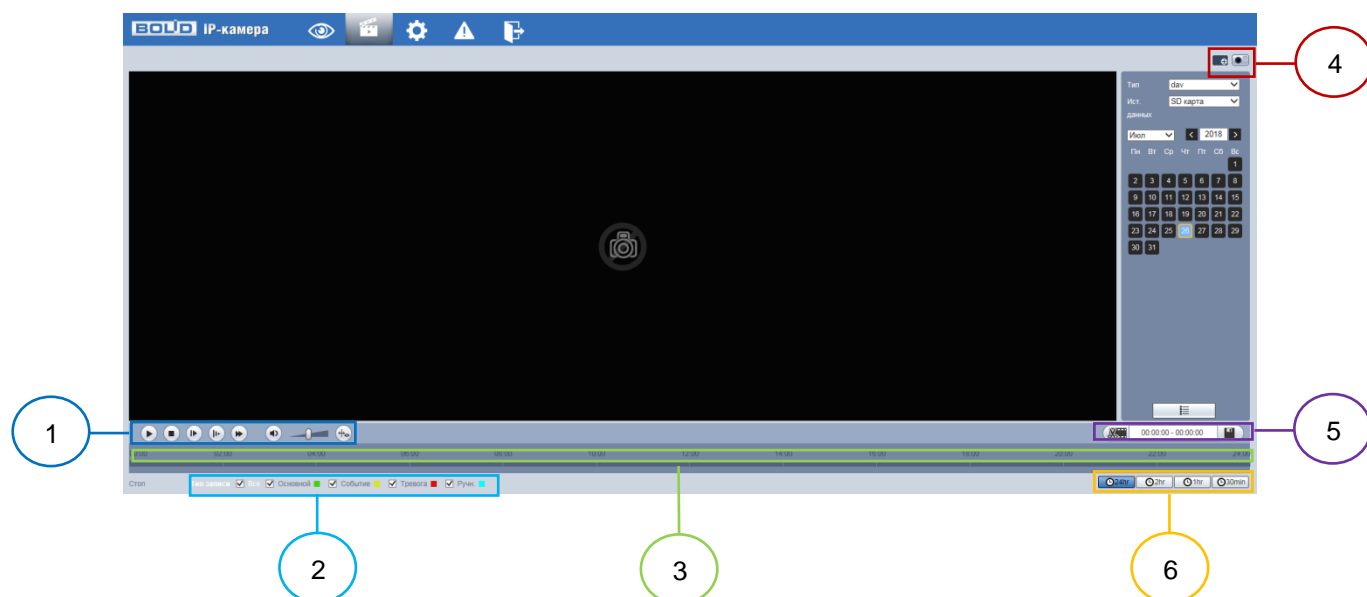 BOLID IP-камера
4
Тип dav
Ист. SD карта
данных
Июл 2018
Пн Вт Ср Чт Пт Сб Вс
1
2 3 4 5 6 7 8
9 10 11 12 13 14 15
16 17 18 19 20 21 22
23 24 25 26 27 28 29
30 31
1
00:00:00 - 00:00:00
5
00:00 02:00 04:00 06:00 08:00 10:00 12:00 14:00 16:00 18:00 20:00 22:00 24:00
Стоп Тип записи Все Основной Событие Тревога Ручн.
24hr 2hr 1hr 30min
2
3
6